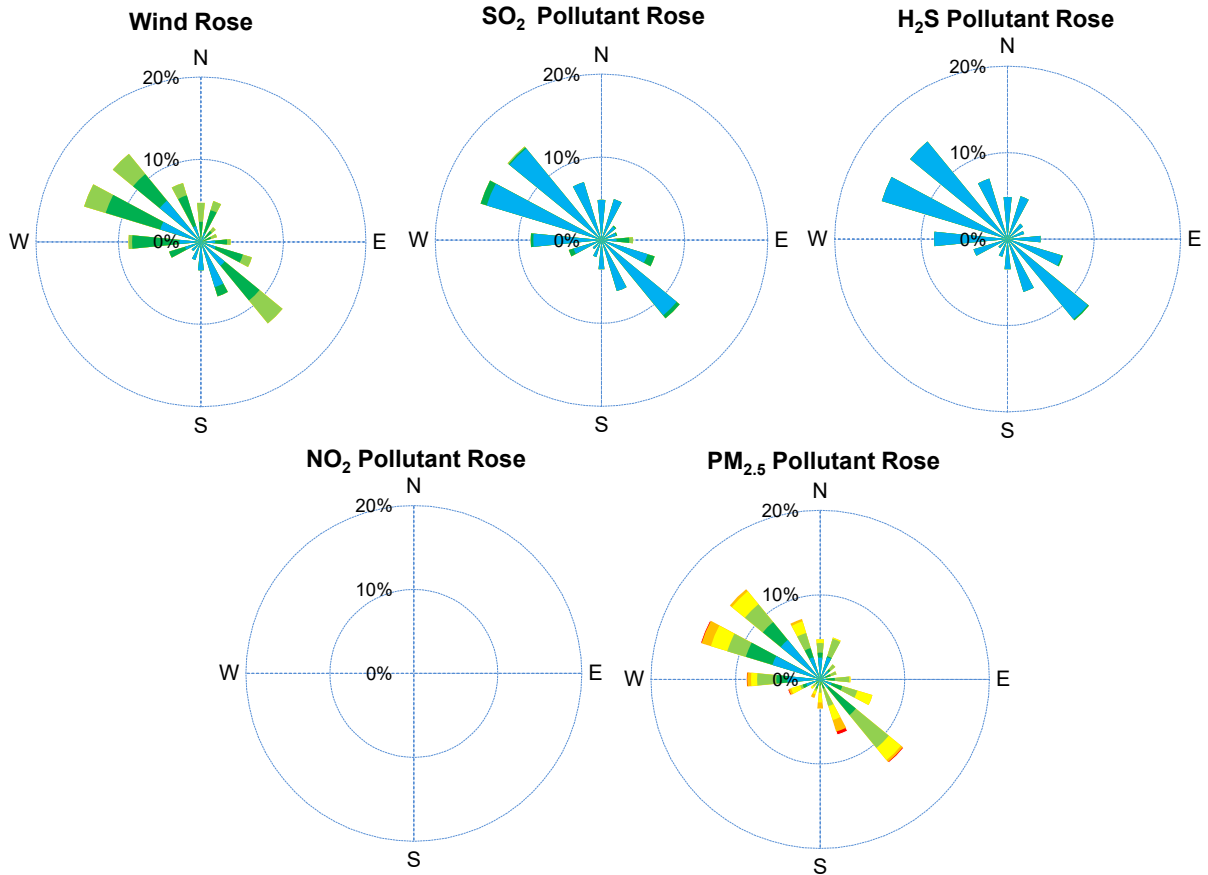 Wind Rose
N
20%
10%
W
0%
E
S
SO₂ Pollutant Rose
N
20%
10%
W
0%
E
S
H₂S Pollutant Rose
N
20%
10%
W
0%
E
S
NO₂ Pollutant Rose
N
20%
10%
W
0%
E
S
PM₂.₅ Pollutant Rose
N
20%
10%
W
0%
E
S